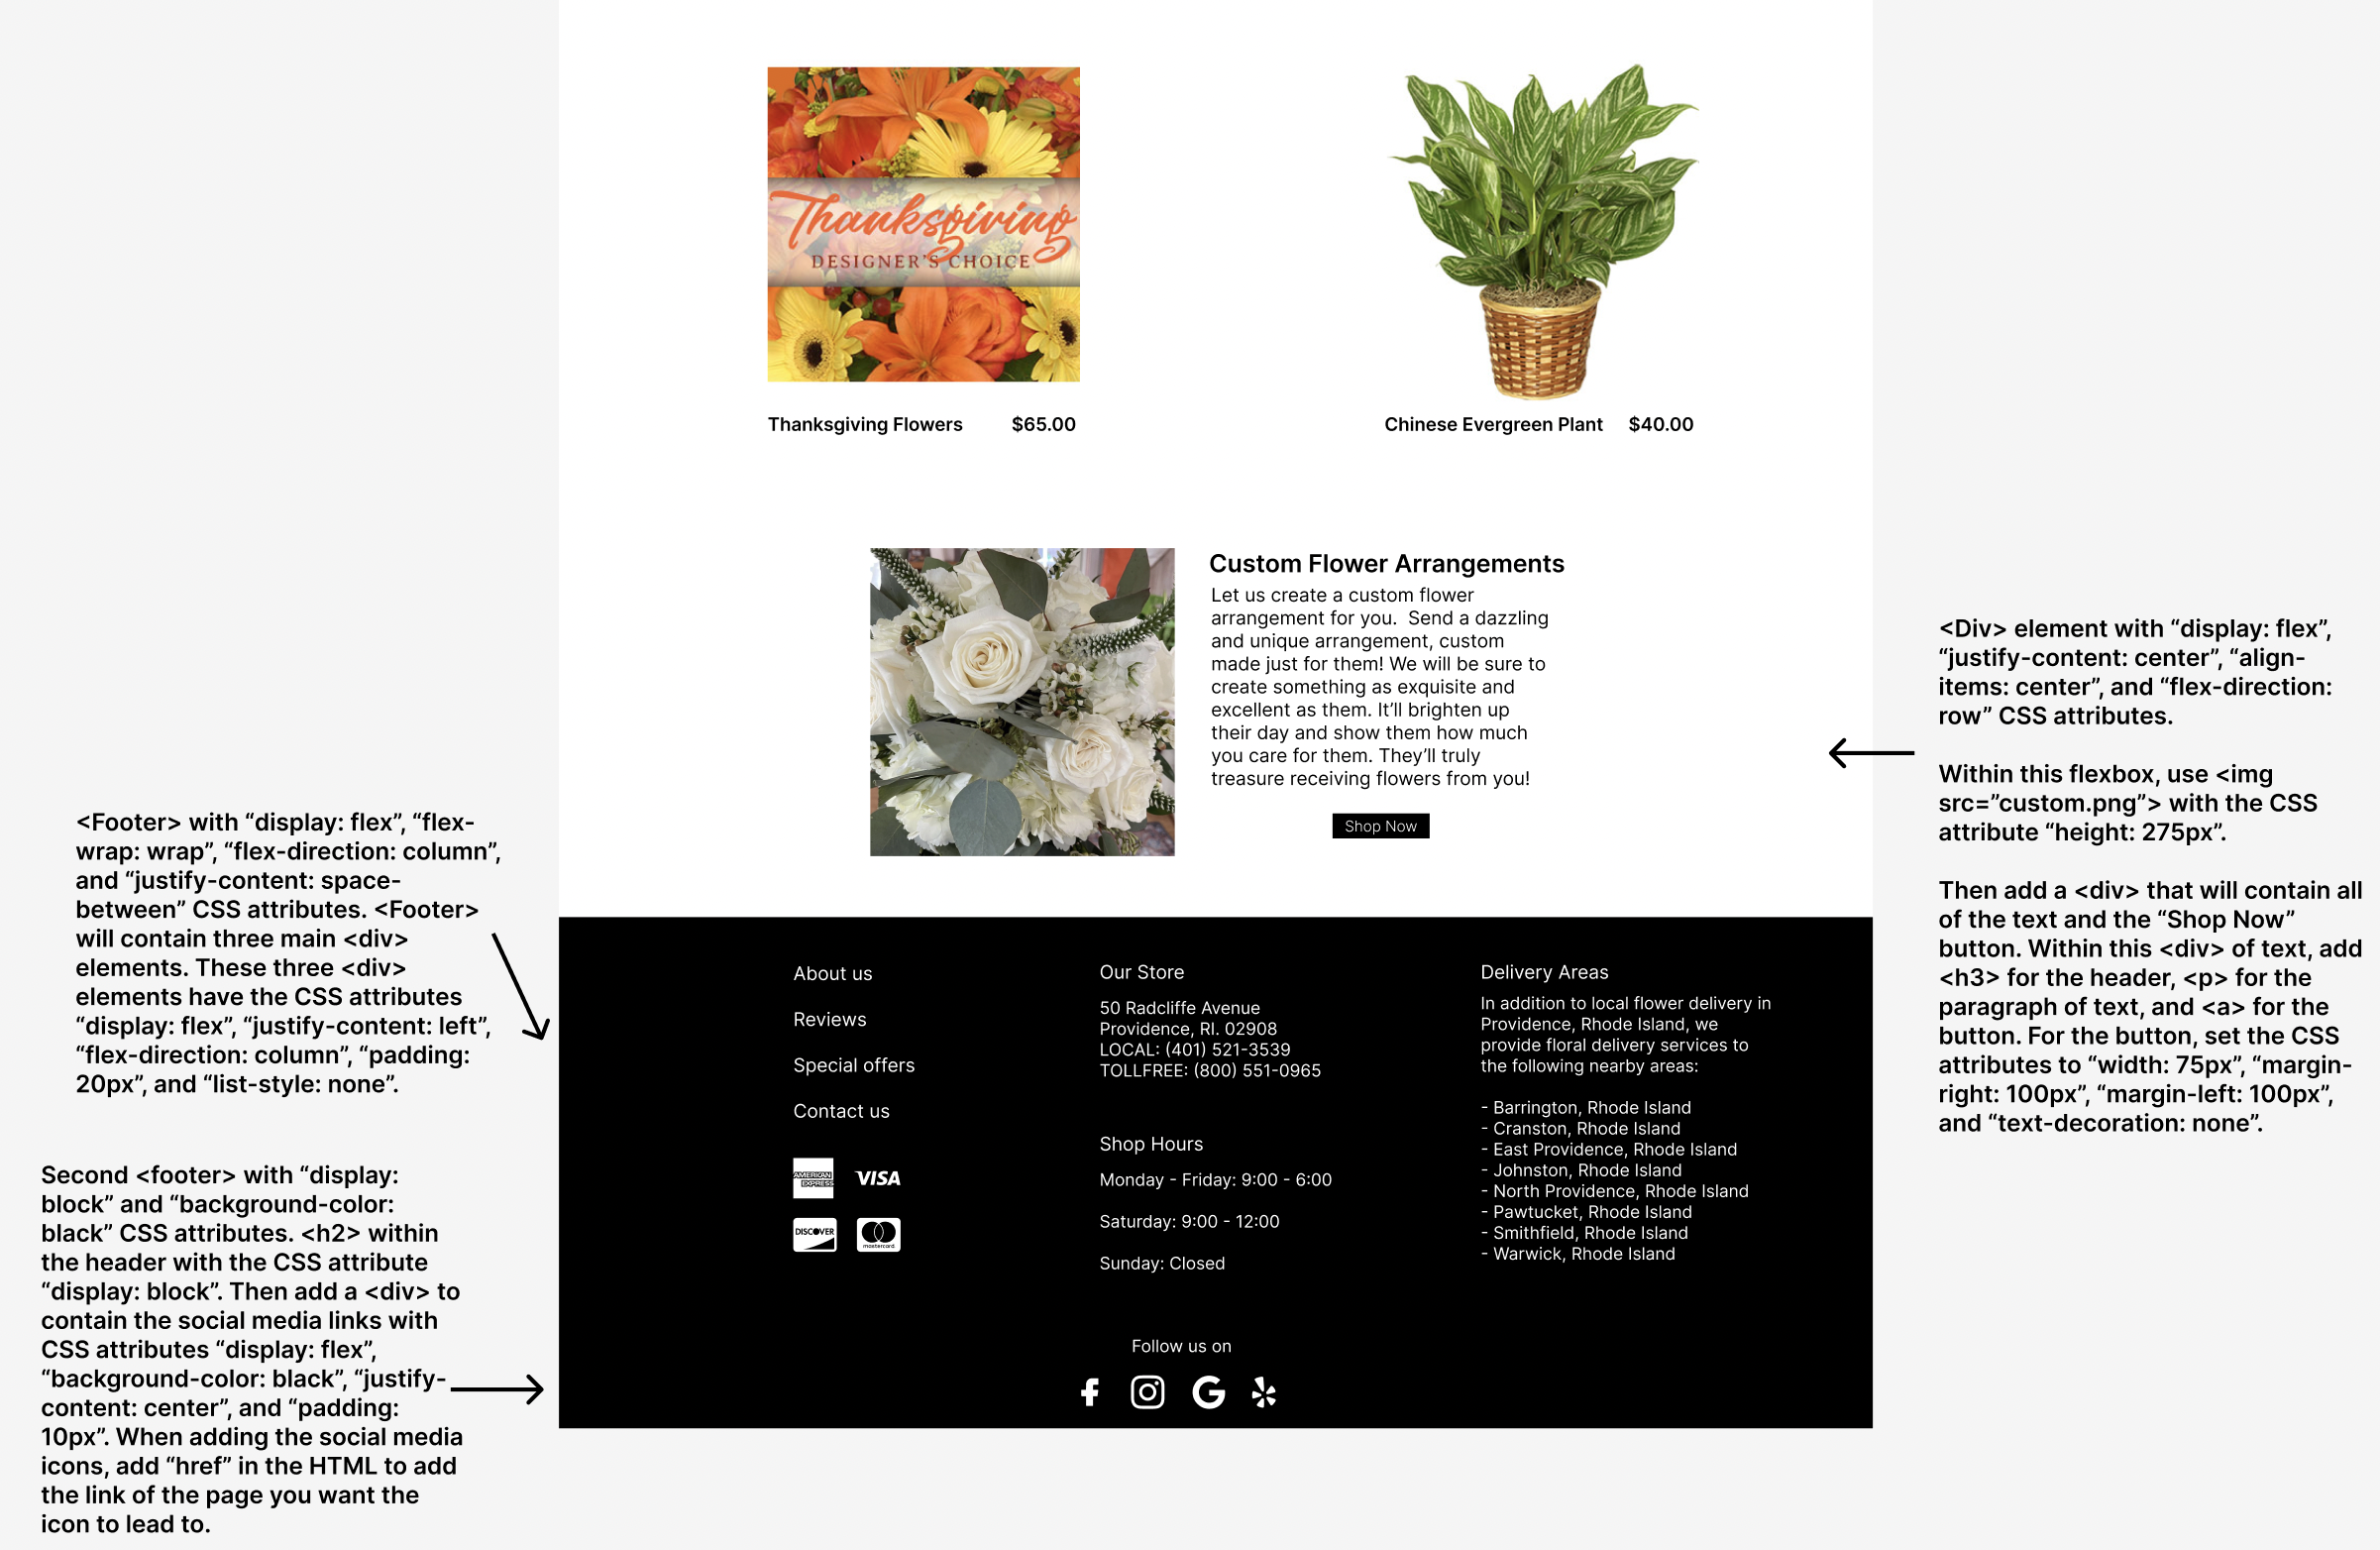 Thanksgiving
DESIGNER'S CHOICE
Thanksgiving Flowers $65.00
Chinese Evergreen Plant $40.00
Custom Flower Arrangements
Let us create a custom flower
arrangement for you.  Send a dazzling
and unique arrangement, custom
made just for them! We will be sure to
create something as exquisite and
excellent as them. It’ll brighten up
their day and show them how much
you care for them. They’ll truly
treasure receiving flowers from you!
Shop Now
<Div> element with “display: flex”,
“justify-content: center”, “align-
items: center”, and “flex-direction:
row” CSS attributes.
Within this flexbox, use <img
src=”custom.png”> with the CSS
attribute “height: 275px”.
Then add a <div> that will contain all
of the text and the “Shop Now”
button. Within this <div> of text, add
<h3> for the header, <p> for the
paragraph of text, and <a> for the
button. For the button, set the CSS
attributes to “width: 75px”, “margin-
right: 100px”, “margin-left: 100px”,
and “text-decoration: none”.
<Footer> with “display: flex”, “flex-
wrap: wrap”, “flex-direction: column”,
and “justify-content: space-
between” CSS attributes. <Footer>
will contain three main <div>
elements. These three <div>
elements have the CSS attributes
“display: flex”, “justify-content: left”,
“flex-direction: column”, “padding:
20px”, and “list-style: none”.
Second <footer> with “display:
block” and “background-color:
black” CSS attributes. <h2> within
the header with the CSS attribute
“display: block”. Then add a <div> to
contain the social media links with
CSS attributes “display: flex”,
“background-color: black”, “justify-
content: center”, and “padding:
10px”. When adding the social media
icons, add “href” in the HTML to add
the link of the page you want the
icon to lead to.
About us
Reviews
Special offers
Contact us
AMERICAN
EXPRESS
VISA
DISCOVER
mastercard
Our Store
50 Radcliffe Avenue
Providence, RI. 02908
LOCAL: (401) 521-3539
TOLLFREE: (800) 551-0965
Shop Hours
Monday - Friday: 9:00 - 6:00
Saturday: 9:00 - 12:00
Sunday: Closed
Delivery Areas
In addition to local flower delivery in
Providence, Rhode Island, we
provide floral delivery services to
the following nearby areas:
- Barrington, Rhode Island
- Cranston, Rhode Island
- East Providence, Rhode Island
- Johnston, Rhode Island
- North Providence, Rhode Island
- Pawtucket, Rhode Island
- Smithfield, Rhode Island
- Warwick, Rhode Island
Follow us on